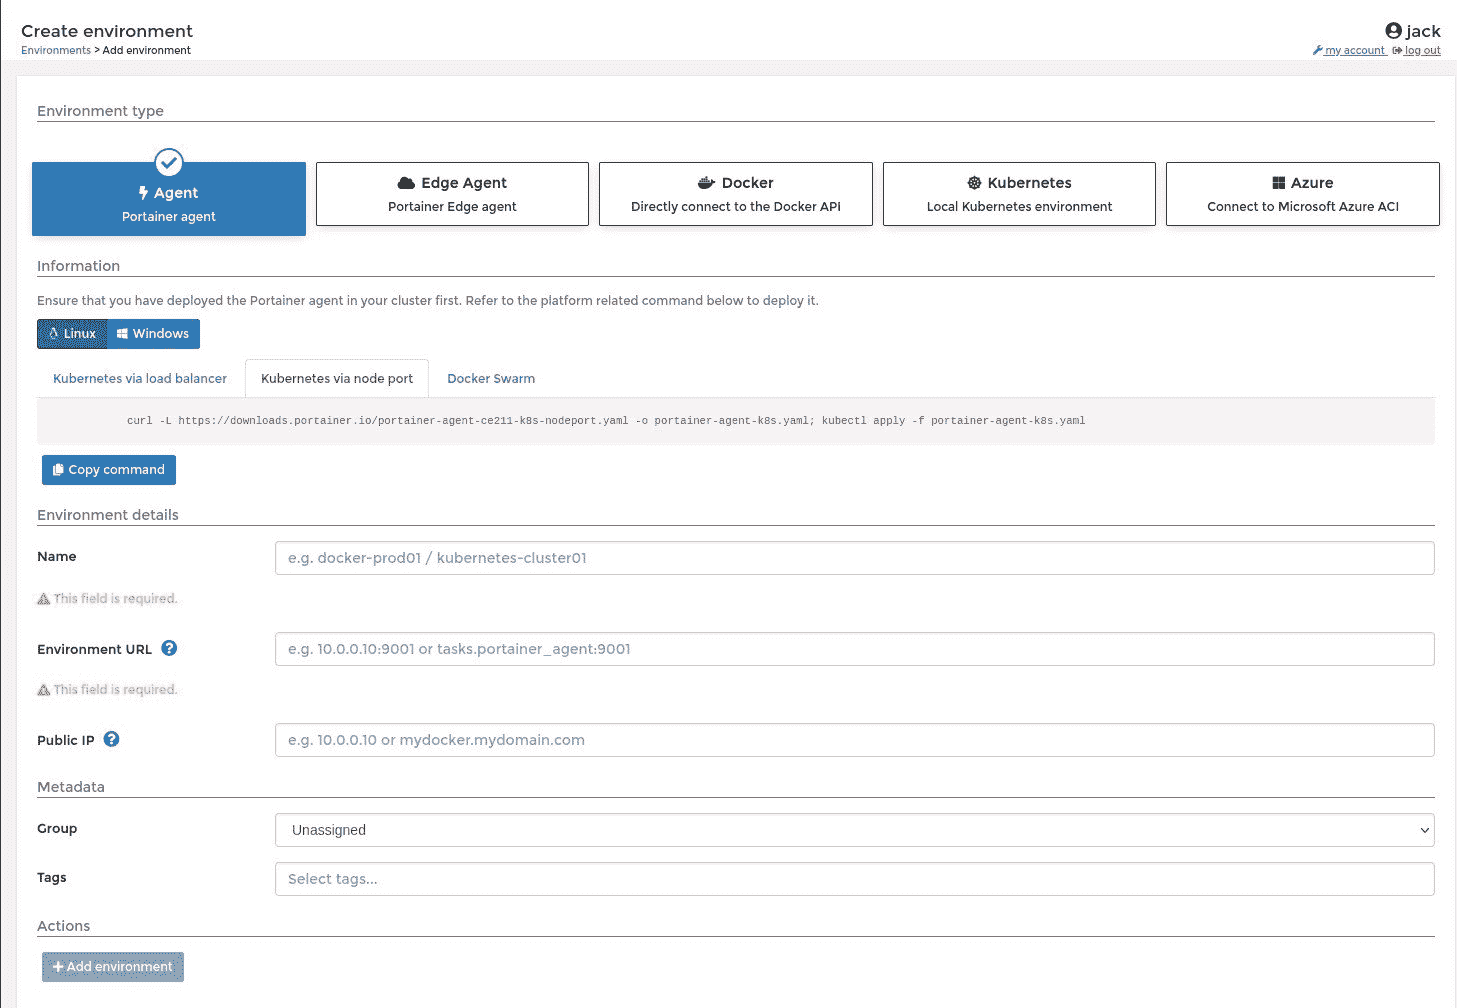 Create environment
jack
Environments > Add environment
my account log out
Environment type
Agent
Portainer agent
Edge Agent
Portainer Edge agent
Docker
Directly connect to the Docker API
Kubernetes
Local Kubernetes environment
Azure
Connect to Microsoft Azure ACI
Information
Ensure that you have deployed the Portainer agent in your cluster first. Refer to the platform related command below to deploy it.
Linux Windows
Kubernetes via load balancer Kubernetes via node port Docker Swarm
curl -L https://downloads.portainer.io/portainer-agent-ce211-k8s-nodeport.yaml -o portainer-agent-k8s.yaml; kubectl apply -f portainer-agent-k8s.yaml
Copy command
Environment details
Name e.g. docker-prod01 / kubernetes-cluster01
This field is required.
Environment URL e.g. 10.0.0.10:9001 or tasks.portainer_agent:9001
This field is required.
Public IP e.g. 10.0.0.10 or mydocker.mydomain.com
Metadata
Group Unassigned
Tags Select tags...
Actions
+ Add environment